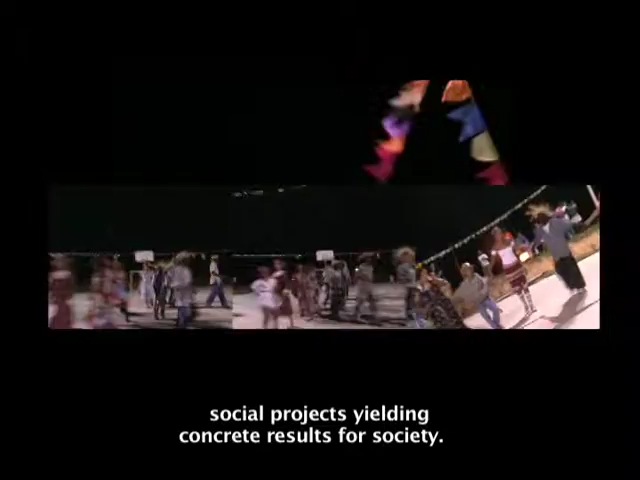 social projects yielding
concrete results for society.